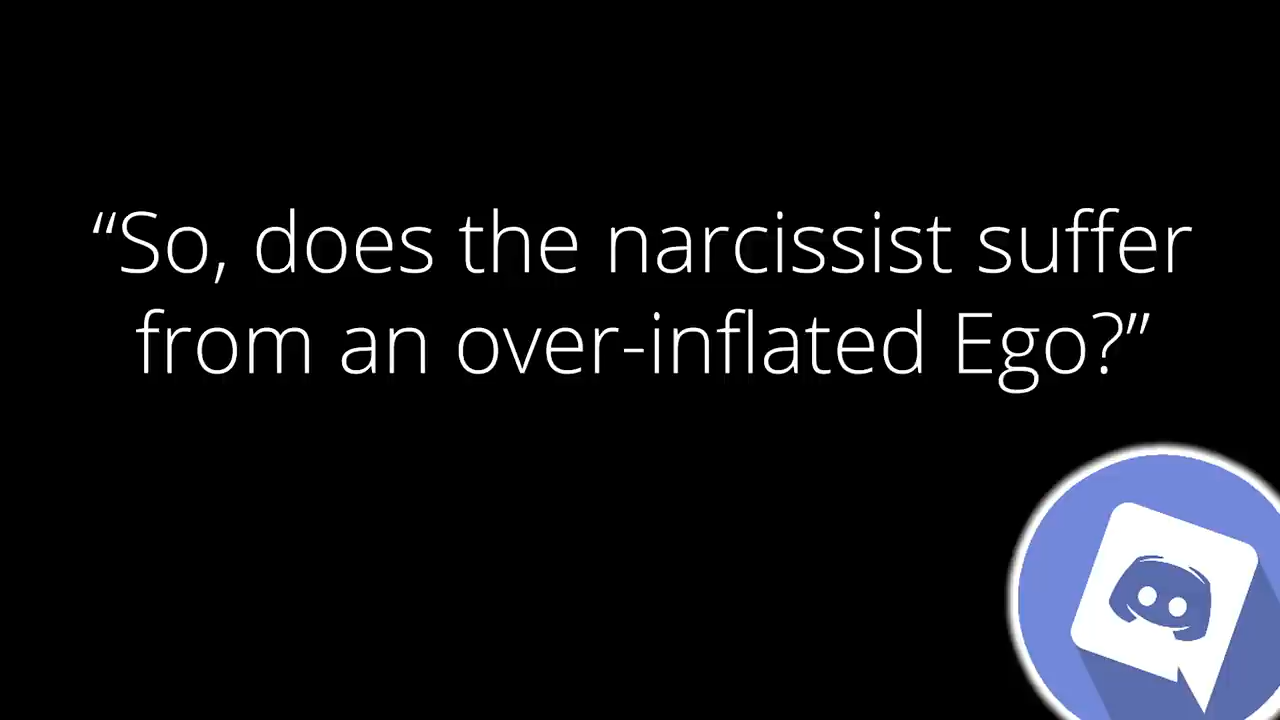 “So, does the narcissist suffer
from an over-inflated Ego?”